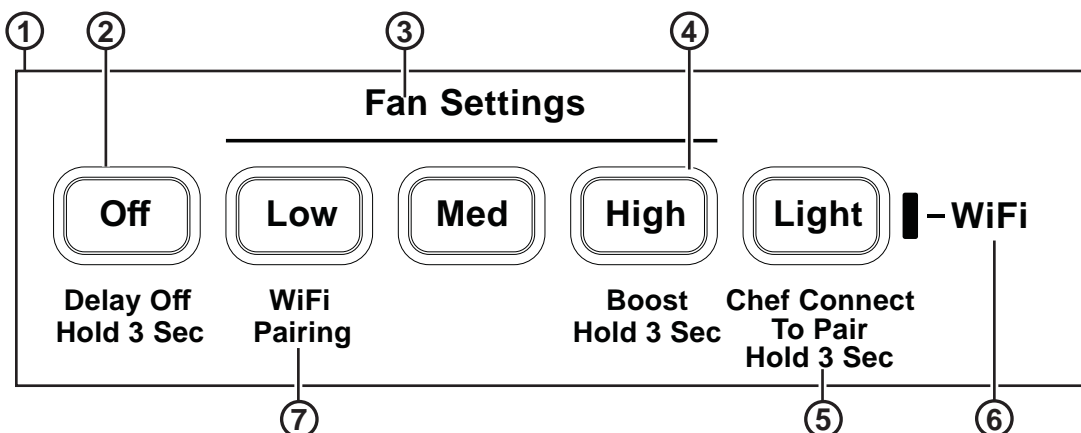 ① ② ③ ④
Fan Settings
Off Low Med High Light WiFi
Delay Off
Hold 3 Sec
WiFi
Pairing
Boost
Hold 3 Sec
Chef Connect
To Pair
Hold 3 Sec
⑦ ⑤ ⑥